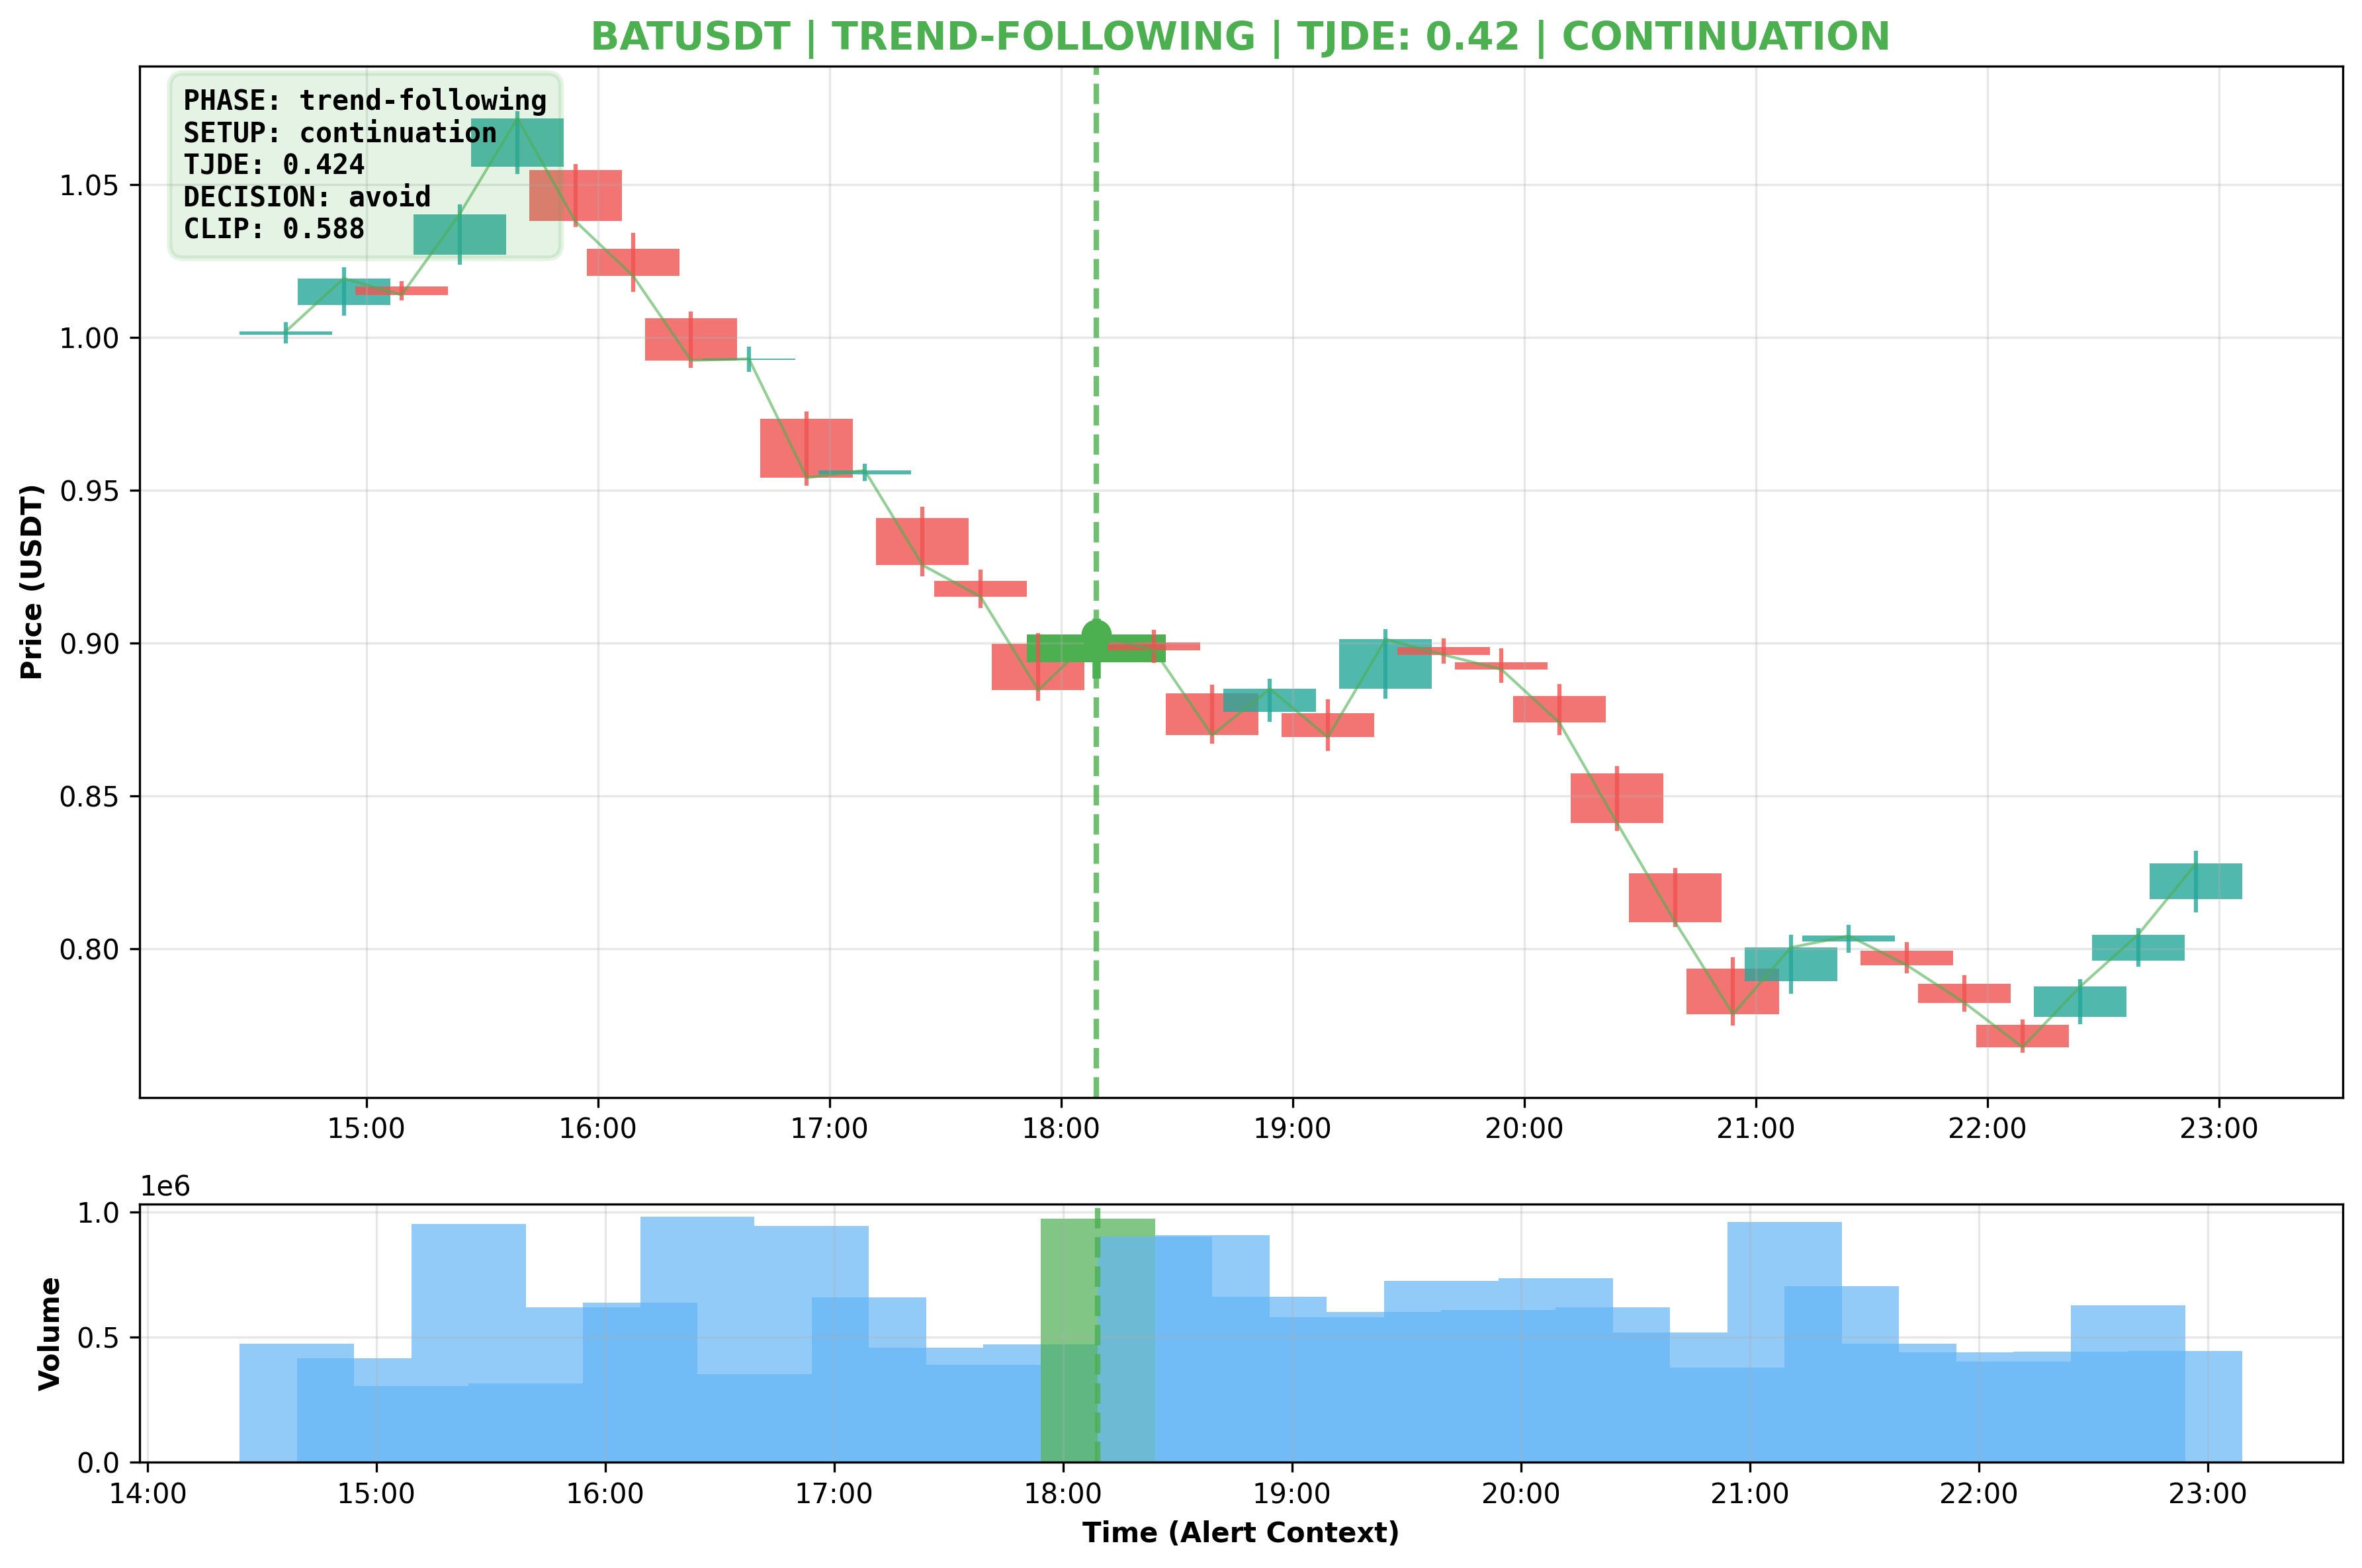 BATUSDT | TREND-FOLLOWING | TJDE: 0.42 | CONTINUATION
PHASE: trend-following
SETUP: continuation
TJDE: 0.424
DECISION: avoid
CLIP: 0.588
Price (USDT)
1.05
1.00
0.95
0.90
0.85
0.80
15:00 16:00 17:00 18:00 19:00 20:00 21:00 22:00 23:00
1e6
Volume
1.0
0.5
0.0
14:00 15:00 16:00 17:00 18:00 19:00 20:00 21:00 22:00 23:00
Time (Alert Context)